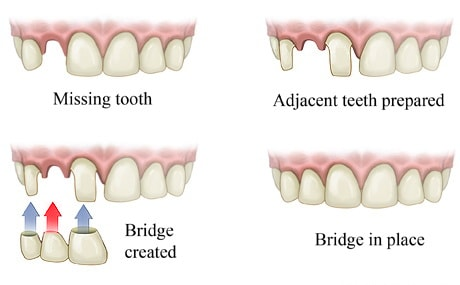 Missing tooth
Adjacent teeth prepared
Bridge
created
Bridge in place